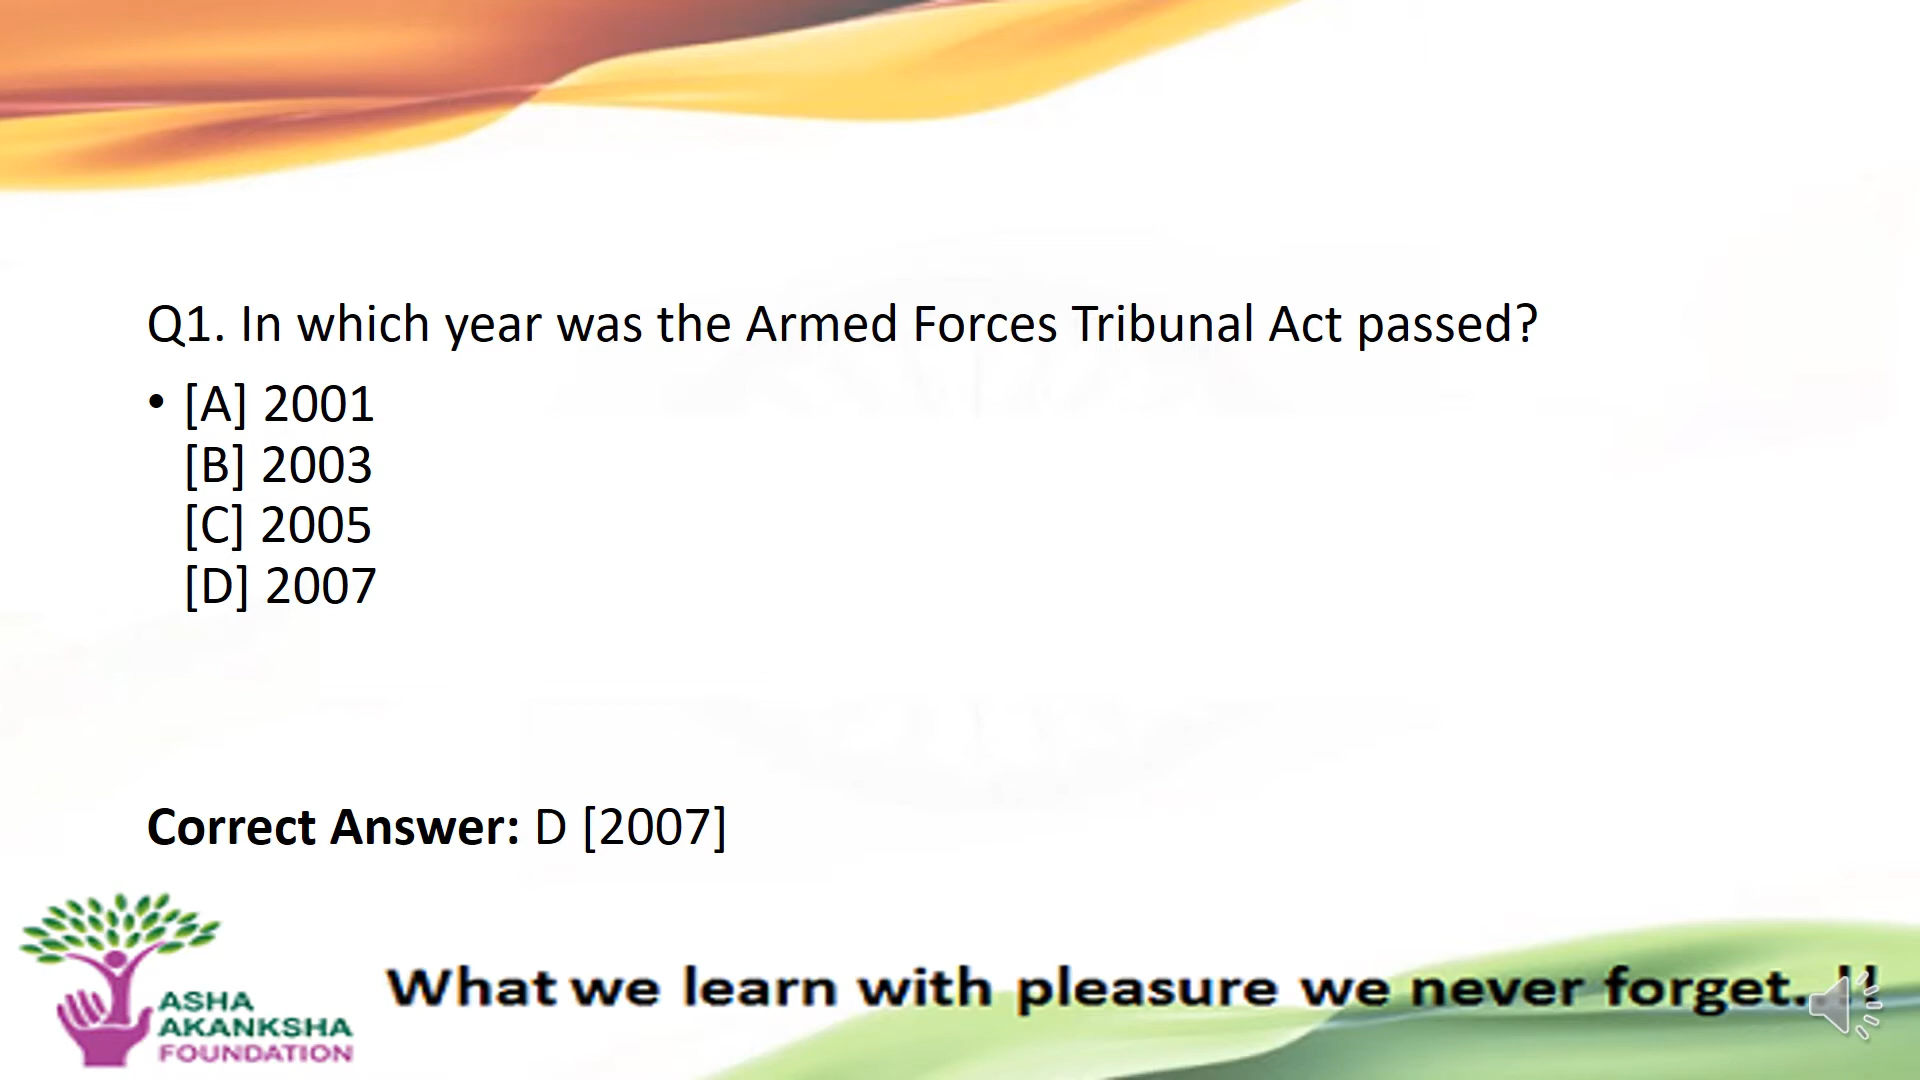 Q1. In which year was the Armed Forces Tribunal Act passed?
• [A] 2001
[B] 2003
[C] 2005
[D] 2007
Correct Answer: D [2007]
What we learn with pleasure we never forget..!!
ASHA
AKANKSHA
FOUNDATION